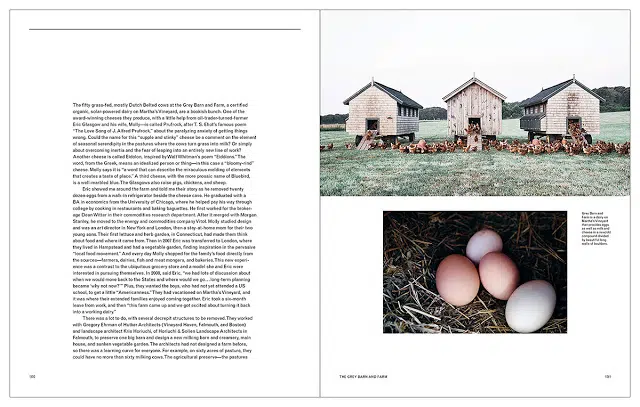 The fifty grass-fed, mostly Dutch Belted cows at the Grey Barn and Farm, a certified
organic, solar-powered dairy on Martha's Vineyard, are a bookish bunch. One of the
award-winning cheeses they produce, with a little help from oil-trader-turned-farmer
Eric Glasgow and his wife, Molly—is called Prufrock, after T. S. Eliot's famous poem
"The Love Song of J. Alfred Prufrock," about the paralyzing anxiety of getting things
wrong. Could the name for this "supple and stinky" cheese be a comment on the element
of seasonal serendipity in the pastures where the cows turn grass into milk? Or simply
about overcoming inertia and the fear of leaping into an entirely new line of work?
Another cheese is called Eidolon, inspired by Walt Whitman's poem "Eidolons." The
word, from the Greek, means an idealized person or thing—in this case a "bloomy-rind"
cheese. Molly says it is "a word that can describe the miraculous welding of elements
that creates a taste of place." A third cheese, with the more prosaic name of Bluebird,
is a well-marbled blue. The Glasgows also raise pigs, chickens, and sheep.
Eric showed me around the farm and told me their story as he removed twenty
dozen eggs from a walk-in refrigerator beside the cheese cave. He graduated with a
BA in economics from the University of Chicago, where he helped pay his way through
college by cooking in restaurants and baking baguettes. He first worked for the broker-
age Dean Witter in their commodities research department. After it merged with Morgan
Stanley, he moved to the energy and commodities company Vitol. Molly studied design
and was an art director in New York and London, then a stay-at-home mom for their two
young sons. Their first lettuce and herb garden, in Connecticut, had made them think
about food and where it came from. Then in 2007 Eric was transferred to London, where
they lived in Hampstead and had a vegetable garden, finding inspiration in the pervasive
"local food movement." And every day Molly shopped for the family's food directly from
the sources—farmers, dairies, fish and meat mongers, and bakeries. This new experi-
ence was a contrast to the ubiquitous grocery store and a model she and Eric were
interested in pursuing themselves. In 2008, Eric, "we had lots of discussion about
when we would move back to the States and where would we go. . . . long-term planning
became 'why not now?'" Plus, they wanted the boys, who had not yet attended a US
school, to get a little "Americanness." They had vacationed on Martha's Vineyard, and
it was where their extended families enjoyed coming together. Eric took a six-month
leave from work, and then "this farm came up and we got excited about turning it back
into a working dairy."
There was a lot to do, with several decrepit structures to be removed. They worked
with Gregory Ehrman of Hutker Architects (Vineyard Haven, Falmouth, and Boston)
and landscape architect Kris Horiuchi, of Horiuchi & Solien Landscape Architects in
Falmouth, to preserve one big barn and design a new milking barn and creamery, main
house, and sunken vegetable garden. The architects had not designed a farm before,
so there was a learning curve for everyone. For example, on sixty acres of pasture, they
could have no more than sixty milking cows. The agricultural preserve—the pastures
Grey Barn and
Farm is a dairy on
Martha's Vineyard
that provides eggs
as well as milk and
cheese in a
compound divided
by beautiful long
walls of boulders.
THE GREY BARN AND FARM